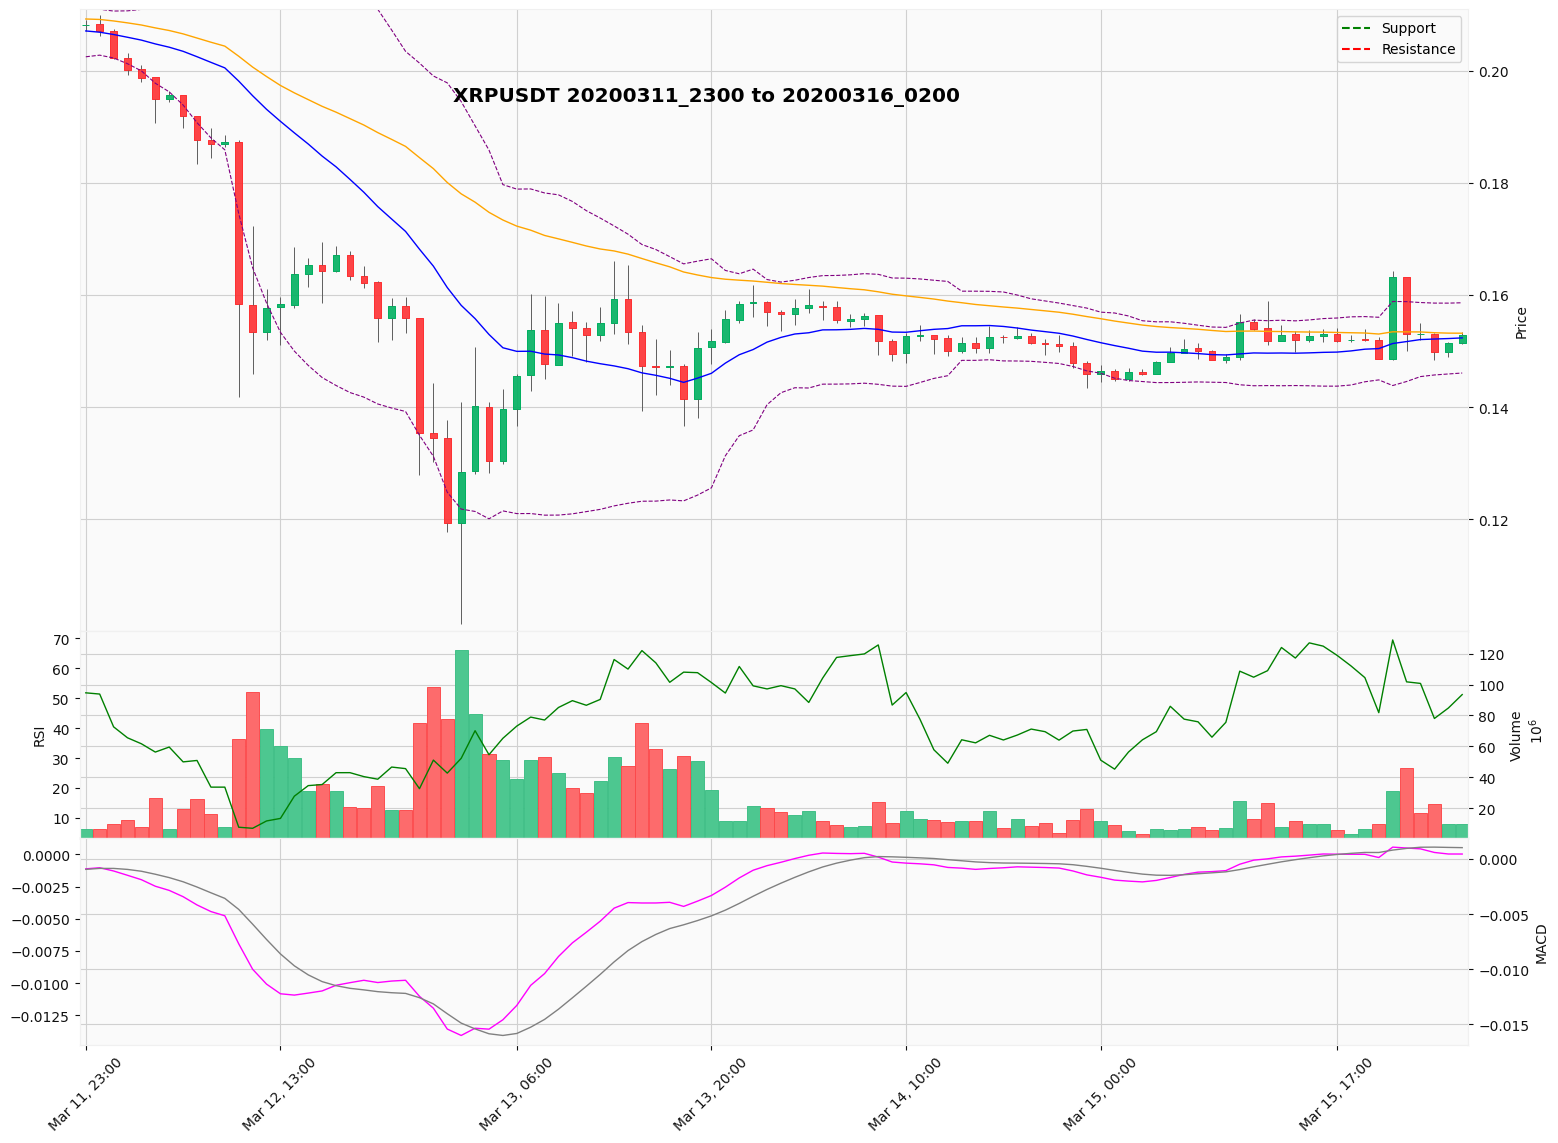 Support
Resistance
XRPUSDT 20200311_2300 to 20200316_0200
0.20
0.18
0.16
0.14
0.12
Price
70
60
50
40
30
20
10
RSI
120
100
80
60
40
20
Volume
10^6
0.0000
−0.0025
−0.0050
−0.0075
−0.0100
−0.0125
0.000
−0.005
−0.010
−0.015
MACD
Mar 11, 23:00
Mar 12, 13:00
Mar 13, 06:00
Mar 13, 20:00
Mar 14, 10:00
Mar 15, 00:00
Mar 15, 17:00